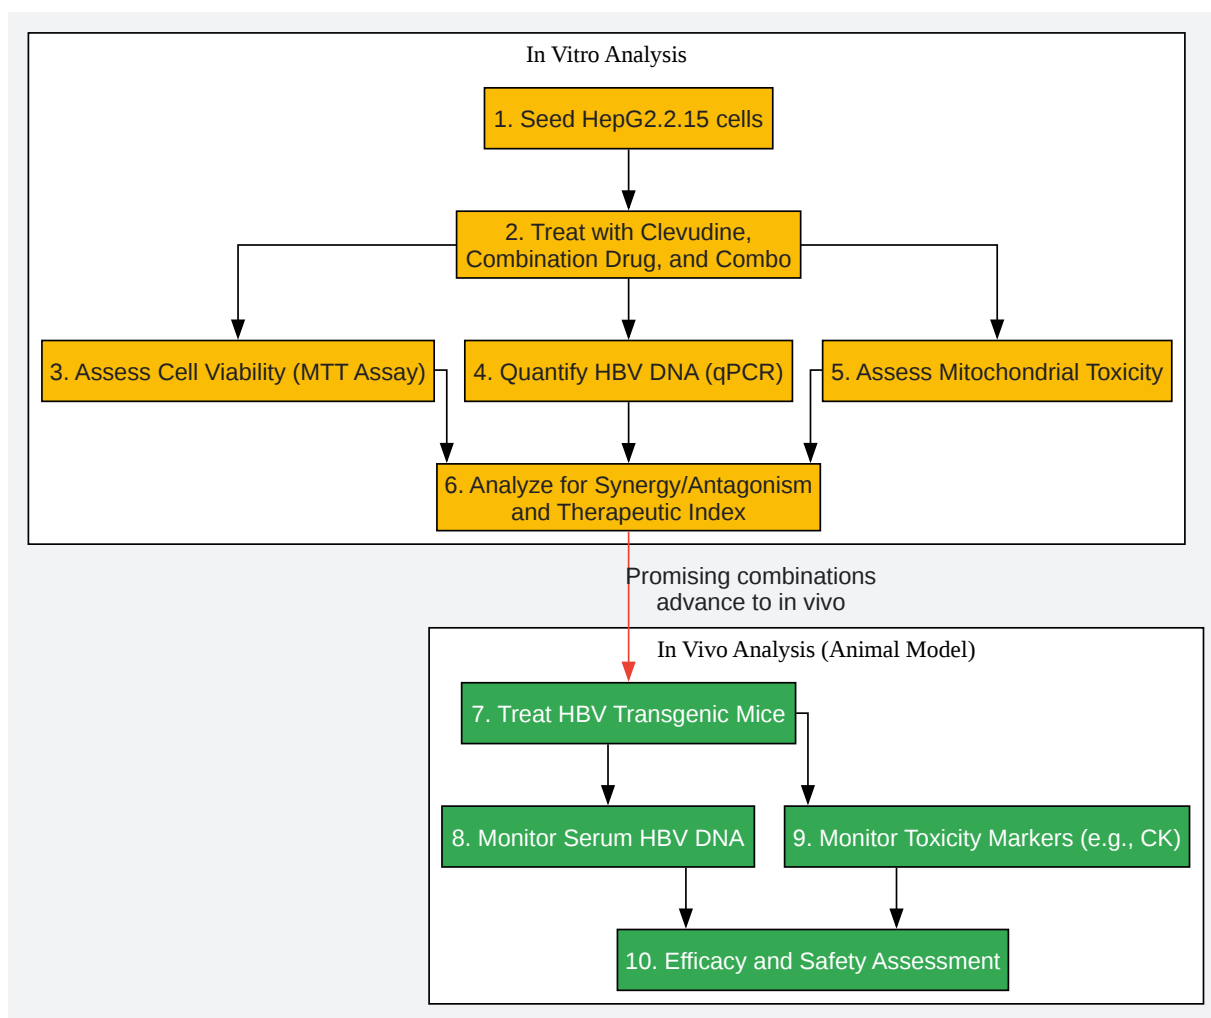 In Vitro Analysis
1. Seed HepG2.2.15 cells
2. Treat with Clevudine,
Combination Drug, and Combo
3. Assess Cell Viability (MTT Assay)
4. Quantify HBV DNA (qPCR)
5. Assess Mitochondrial Toxicity
6. Analyze for Synergy/Antagonism
and Therapeutic Index
Promising combinations
advance to in vivo
In Vivo Analysis (Animal Model)
7. Treat HBV Transgenic Mice
8. Monitor Serum HBV DNA
9. Monitor Toxicity Markers (e.g., CK)
10. Efficacy and Safety Assessment